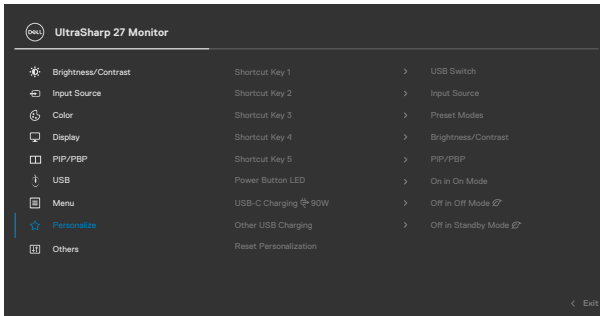 DELL UltraSharp 27 Monitor
Brightness/Contrast Shortcut Key 1 > USB Switch
Input Source Shortcut Key 2 > Input Source
Color Shortcut Key 3 > Preset Modes
Display Shortcut Key 4 > Brightness/Contrast
PIP/PBP Shortcut Key 5 > PIP/PBP
USB Power Button LED > On in On Mode
Menu USB-C Charging 90W > Off in Off Mode
Personalize Other USB Charging > Off in Standby Mode
Others Reset Personalization
< Exit